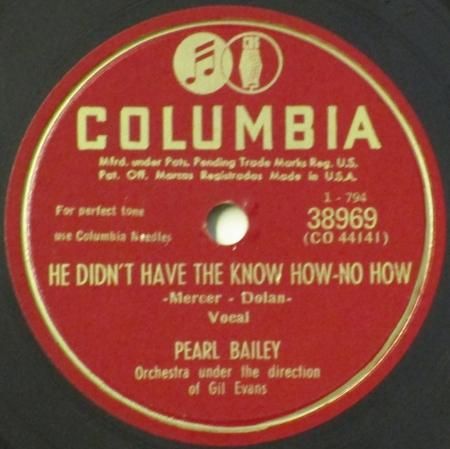 CBS
COLUMBIA
Mfrd. under Pats. Pending Trade Marks Reg. U.S.
Pat. Off. Marcas Registradas Made in U.S.A.
1 - 794
For perfect tone
use Columbia Needles
38969
(CO 44141)
HE DIDN'T HAVE THE KNOW HOW-NO HOW
-Mercer - Dolan-
Vocal
PEARL BAILEY
Orchestra under the direction
of Gil Evans